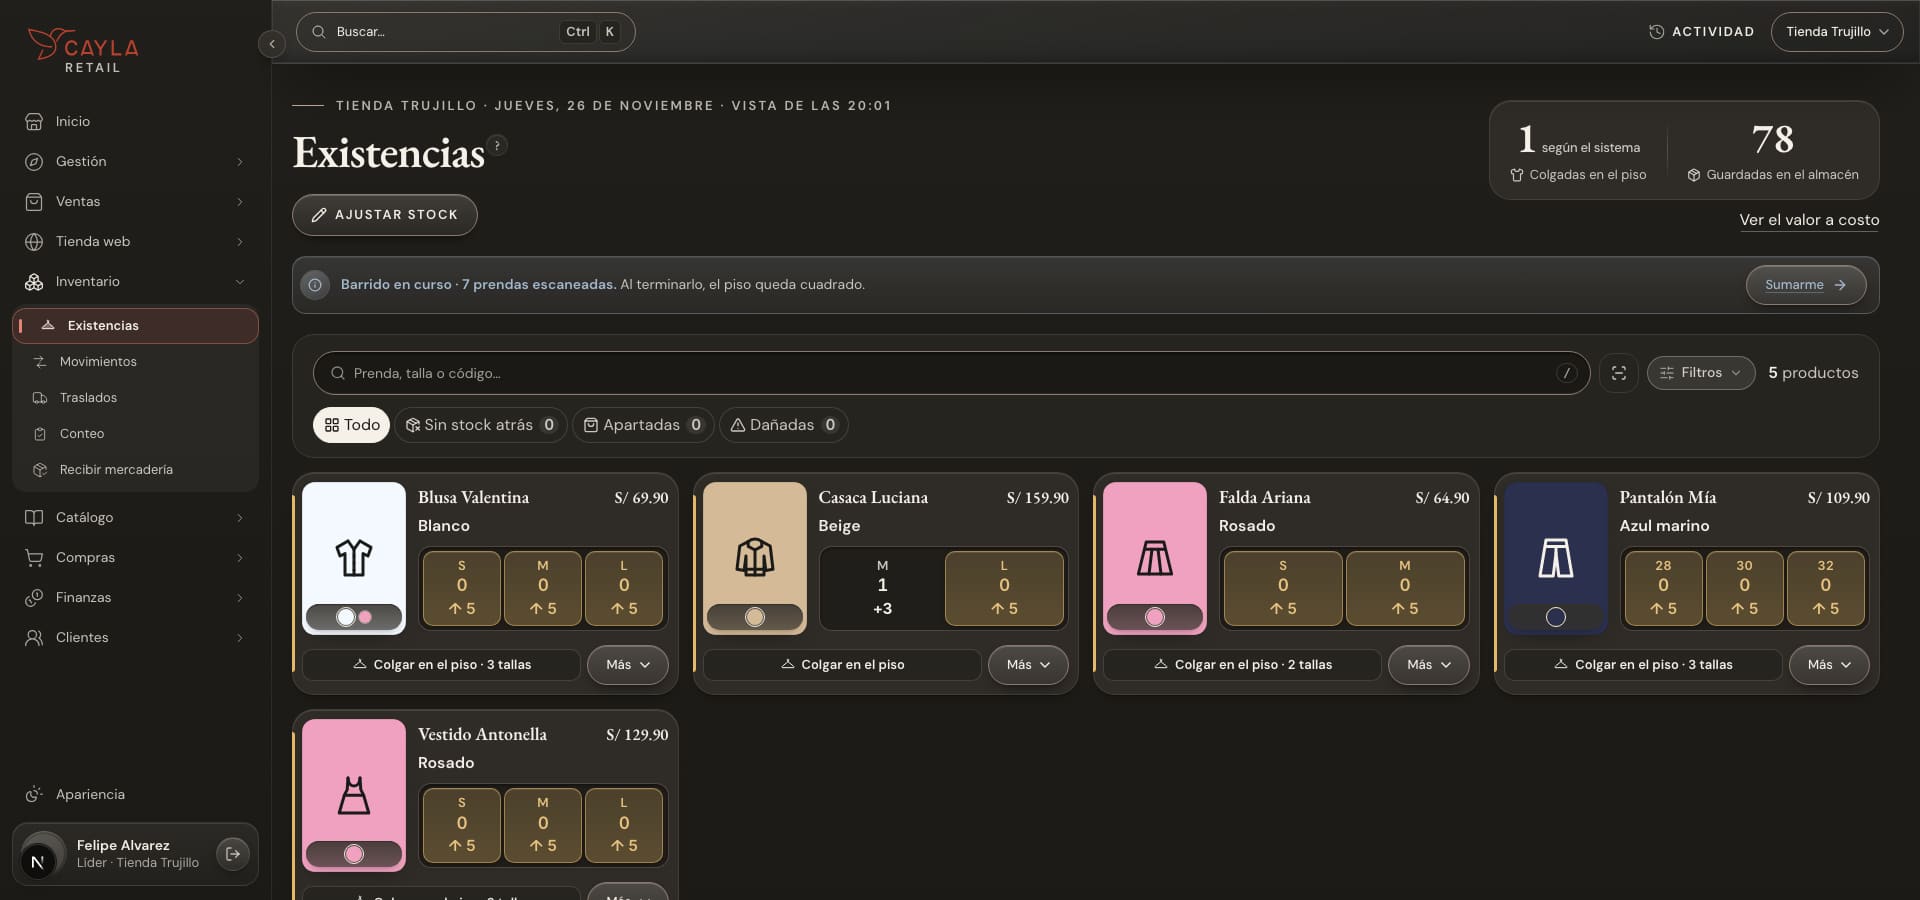 CAYLA
RETAIL
Inicio
Gestión
Ventas
Tienda web
Inventario
Existencias
Movimientos
Traslados
Conteo
Recibir mercadería
Catálogo
Compras
Finanzas
Clientes
Apariencia
N
Felipe Alvarez
Líder · Tienda Trujillo
Buscar...
Ctrl K
ACTIVIDAD
Tienda Trujillo
TIENDA TRUJILLO · JUEVES, 26 DE NOVIEMBRE · VISTA DE LAS 20:01
Existencias ?
AJUSTAR STOCK
1 según el sistema
Colgadas en el piso
78
Guardadas en el almacén
Ver el valor a costo
Barrido en curso · 7 prendas escaneadas. Al terminarlo, el piso queda cuadrado.
Sumarme →
Prenda, talla o código...
/
Filtros
5 productos
Todo
Sin stock atrás 0
Apartadas 0
Dañadas 0
Blusa Valentina S/ 69.90
Blanco
S M L
0 0 0
↑ 5 ↑ 5 ↑ 5
Colgar en el piso · 3 tallas
Más
Casaca Luciana S/ 159.90
Beige
M L
1 0
+3 ↑ 5
Colgar en el piso
Más
Falda Ariana S/ 64.90
Rosado
S M
0 0
↑ 5 ↑ 5
Colgar en el piso · 2 tallas
Más
Pantalón Mía S/ 109.90
Azul marino
28 30 32
0 0 0
↑ 5 ↑ 5 ↑ 5
Colgar en el piso · 3 tallas
Más
Vestido Antonella S/ 129.90
Rosado
S M L
0 0 0
↑ 5 ↑ 5 ↑ 5